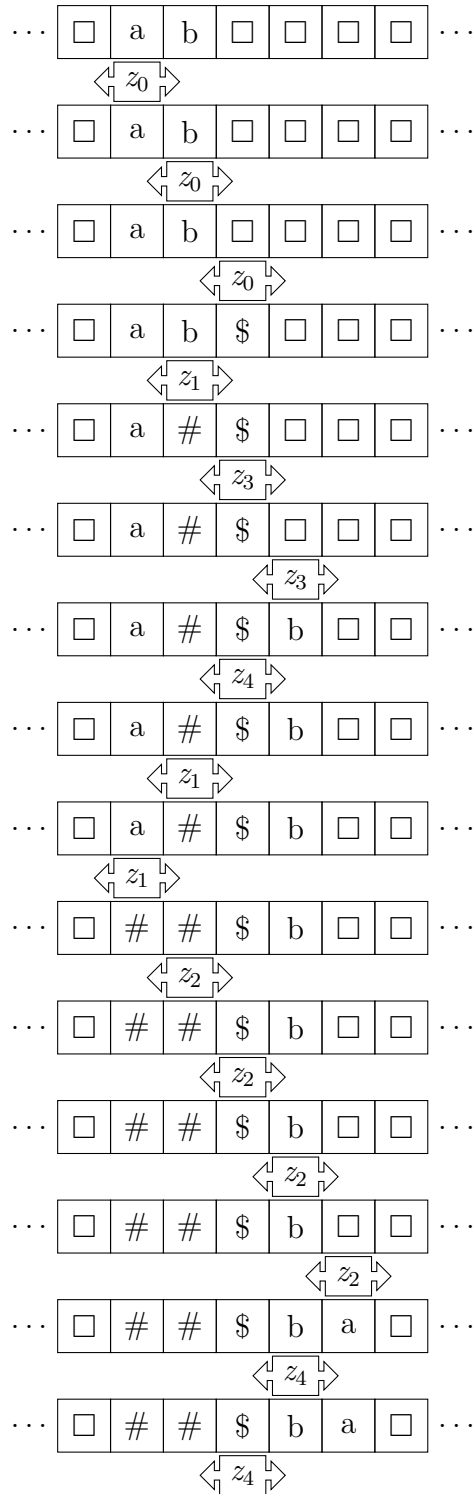 ··· □ a b □ □ □ □ ···
z₀
··· □ a b □ □ □ □ ···
z₀
··· □ a b □ □ □ □ ···
z₀
··· □ a b $ □ □ □ ···
z₁
··· □ a # $ □ □ □ ···
z₃
··· □ a # $ □ □ □ ···
z₃
··· □ a # $ b □ □ ···
z₄
··· □ a # $ b □ □ ···
z₁
··· □ a # $ b □ □ ···
z₁
··· □ # # $ b □ □ ···
z₂
··· □ # # $ b □ □ ···
z₂
··· □ # # $ b □ □ ···
z₂
··· □ # # $ b □ □ ···
z₂
··· □ # # $ b a □ ···
z₄
··· □ # # $ b a □ ···
z₄